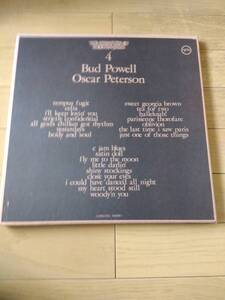 4
Bud Powell
Oscar Peterson
tempus fugit
celia
i'll keep lovin' you
strictly confidential
all gods chillun got rhythm
yesterdays
body and soul
sweet georgia brown
tea for two
hallelujah!
parisienne thorofare
oblivion
the last time i saw paris
just one of those things
c jam blues
satin doll
fly me to the moon
little darlin'
shiny stockings
close your eyes
i could have danced all night
my heart stood still
woody'n you